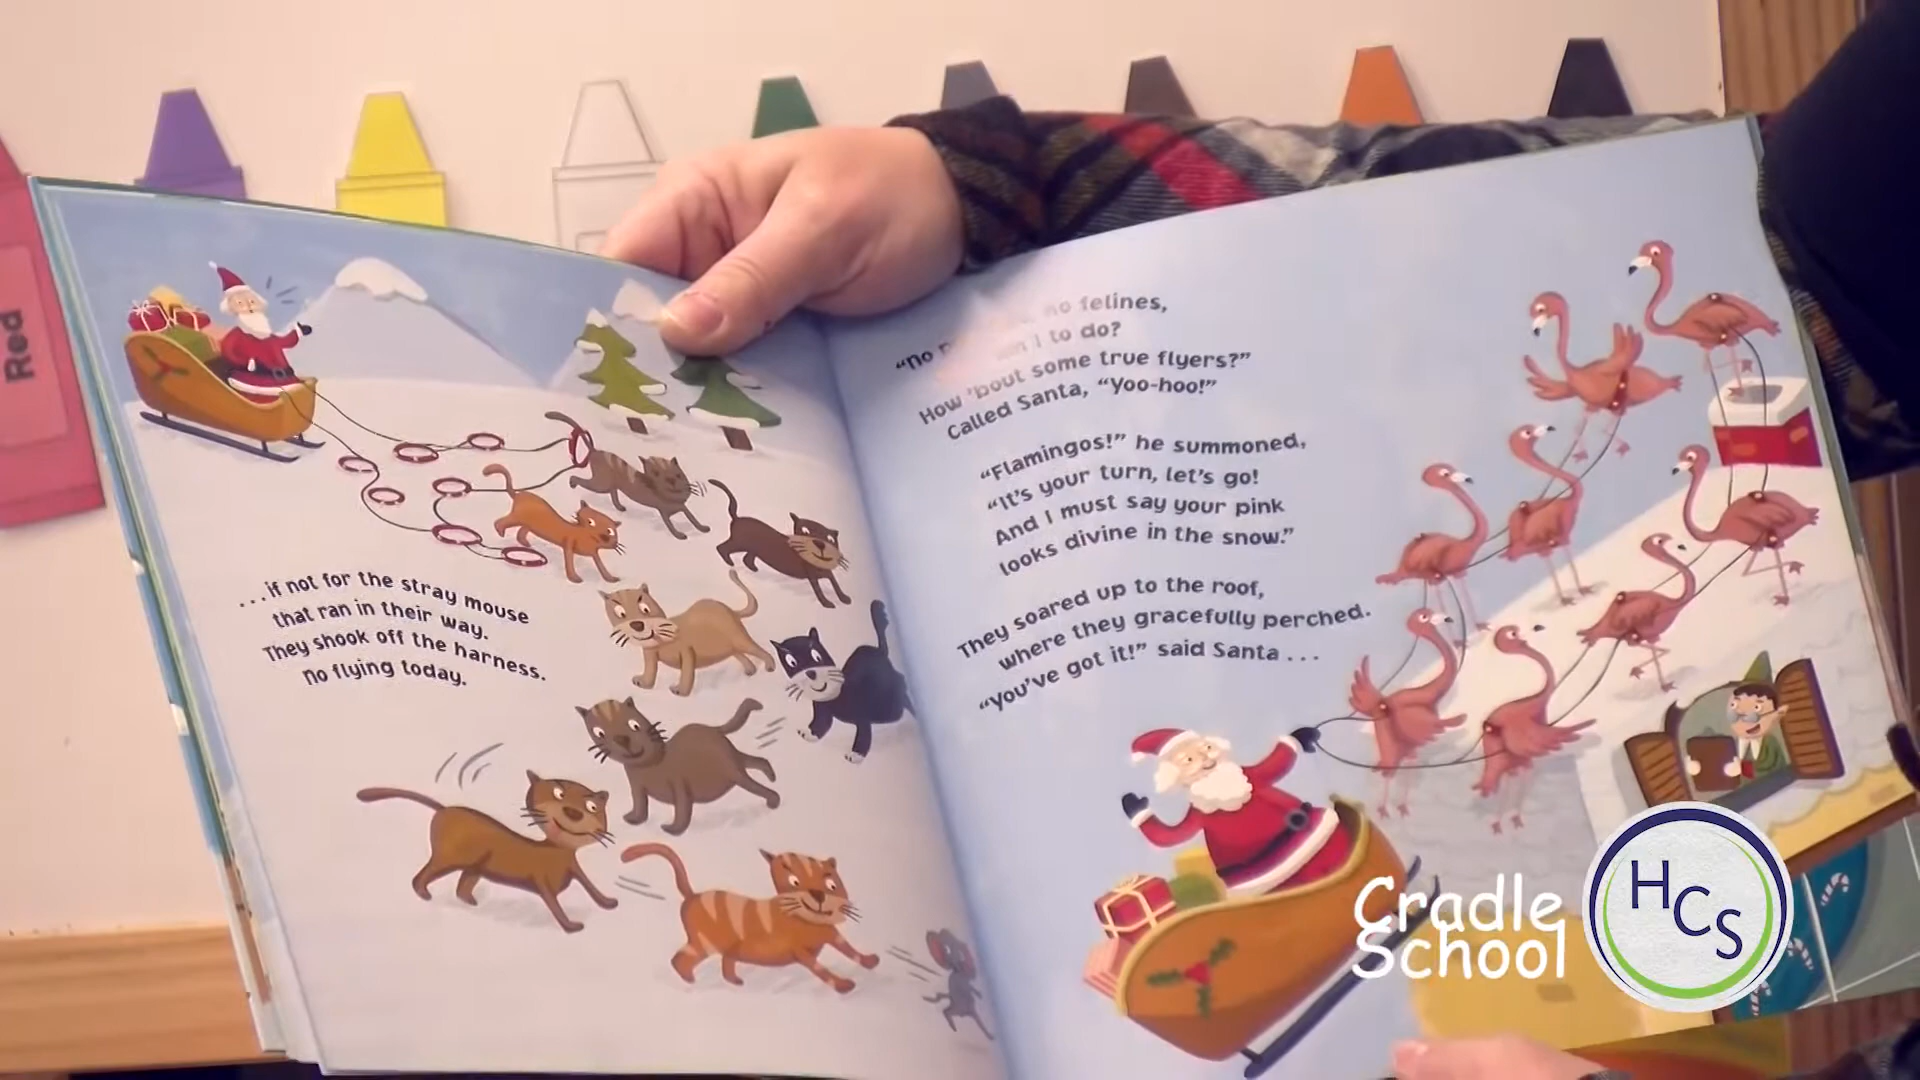 Red
...if not for the stray mouse
that ran in their way.
They shook off the harness.
No flying today.
"No no felines,
I to do?
How 'bout some true flyers?"
Called Santa, "Yoo-hoo!"
"Flamingos!" he summoned,
"It's your turn, let's go!
And I must say your pink
looks divine in the snow."
They soared up to the roof,
where they gracefully perched.
"You've got it!" said Santa...
Cradle
School
HCS